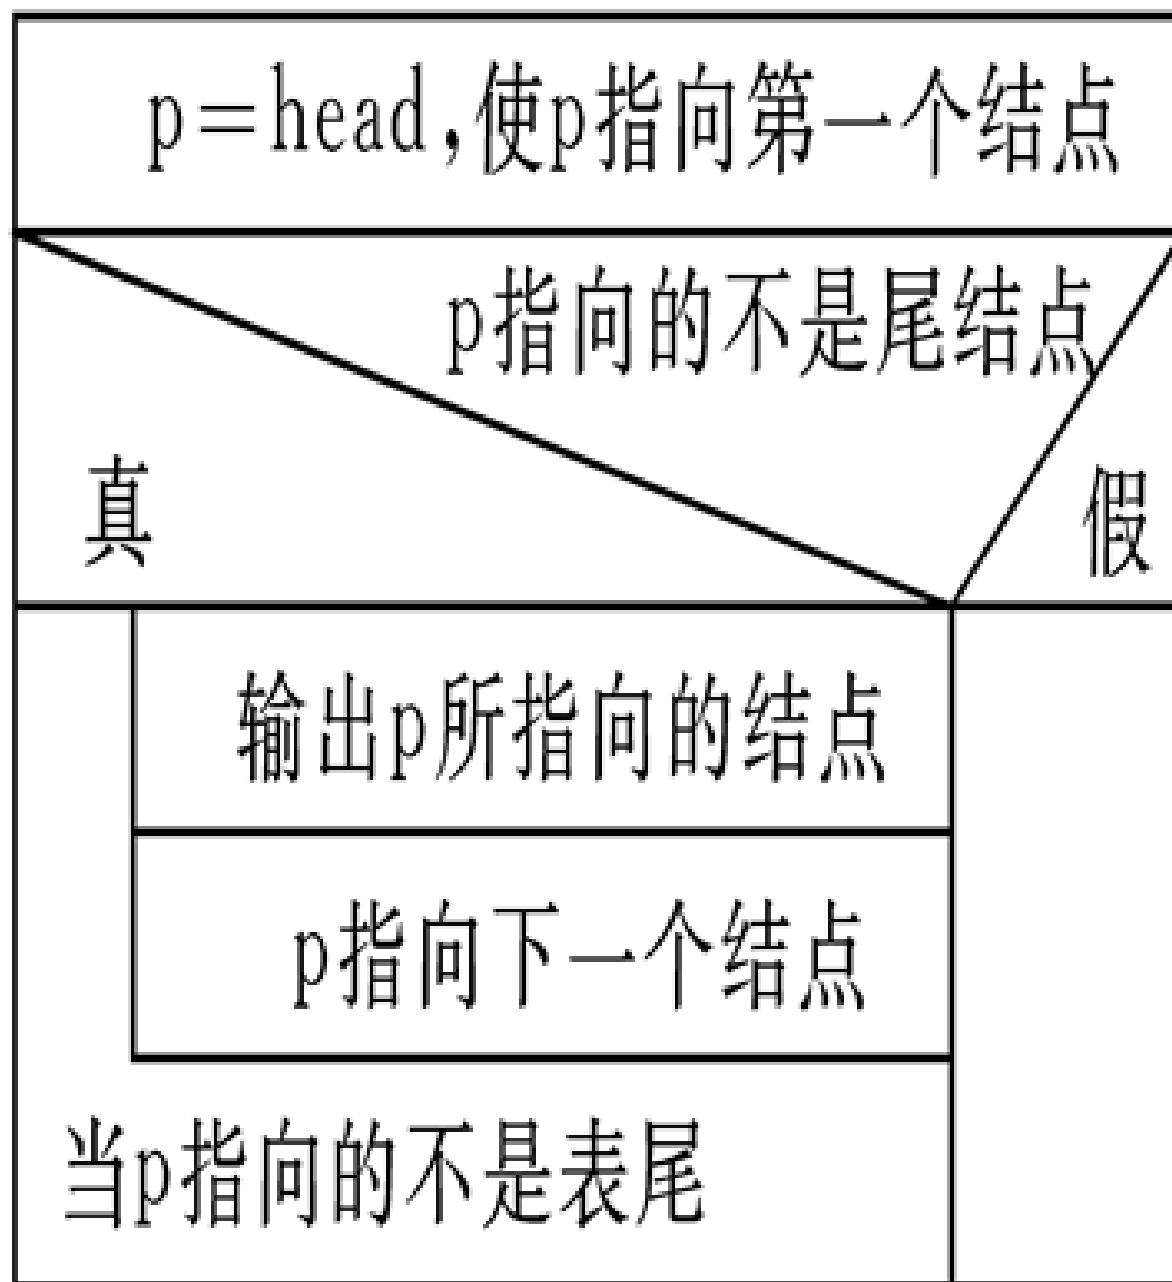 p=head,使p指向第一个结点
p指向的不是尾结点
真
假
输出p所指向的结点
p指向下一个结点
当p指向的不是表尾